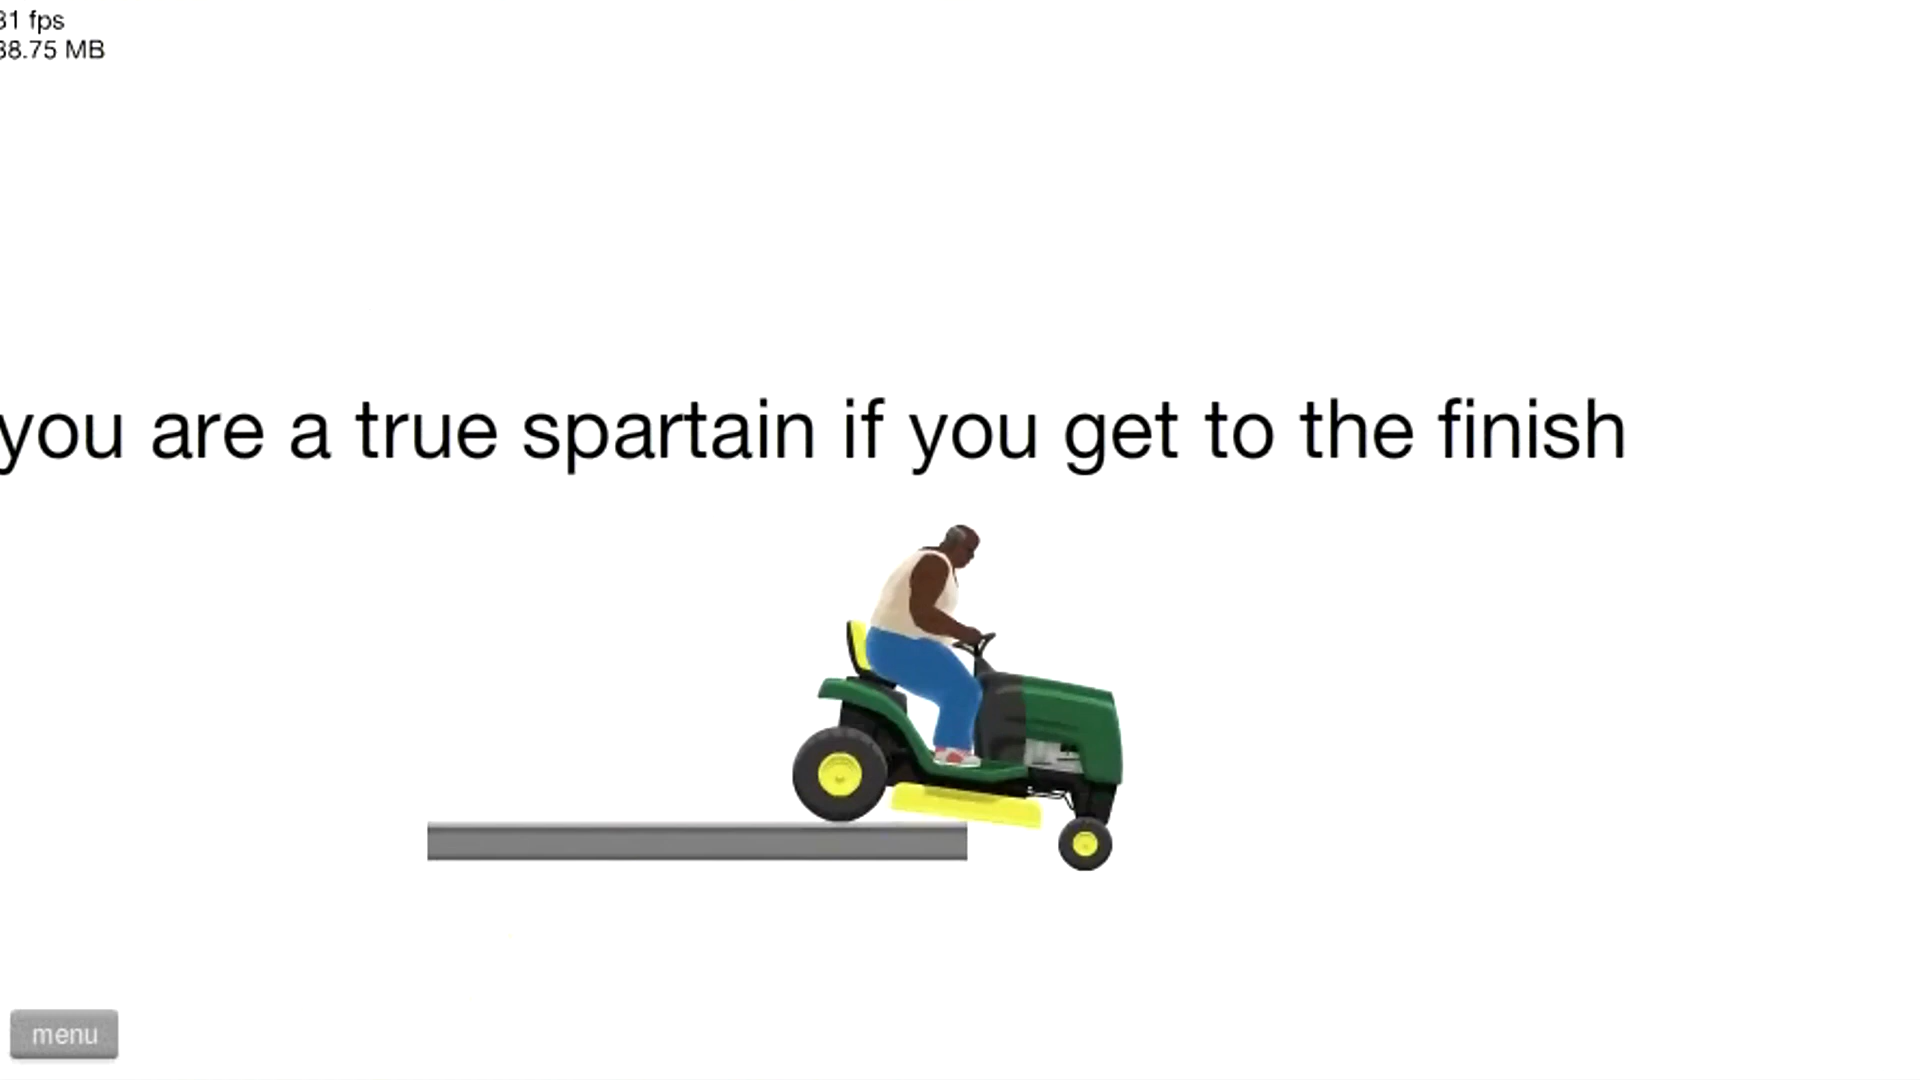 31 fps
38.75 MB
you are a true spartain if you get to the finish
menu